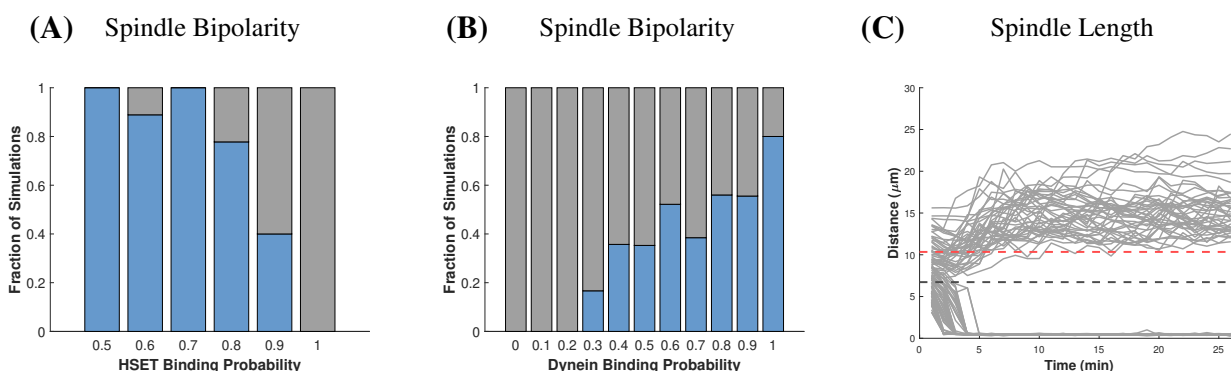 (A) Spindle Bipolarity
(B) Spindle Bipolarity
(C) Spindle Length
Fraction of Simulations
1
0.8
0.6
0.4
0.2
0
0.5 0.6 0.7 0.8 0.9 1
HSET Binding Probability
Fraction of Simulations
1
0.8
0.6
0.4
0.2
0
0 0.1 0.2 0.3 0.4 0.5 0.6 0.7 0.8 0.9 1
Dynein Binding Probability
Distance (μm)
30
25
20
15
10
5
0
0 5 10 15 20 25
Time (min)